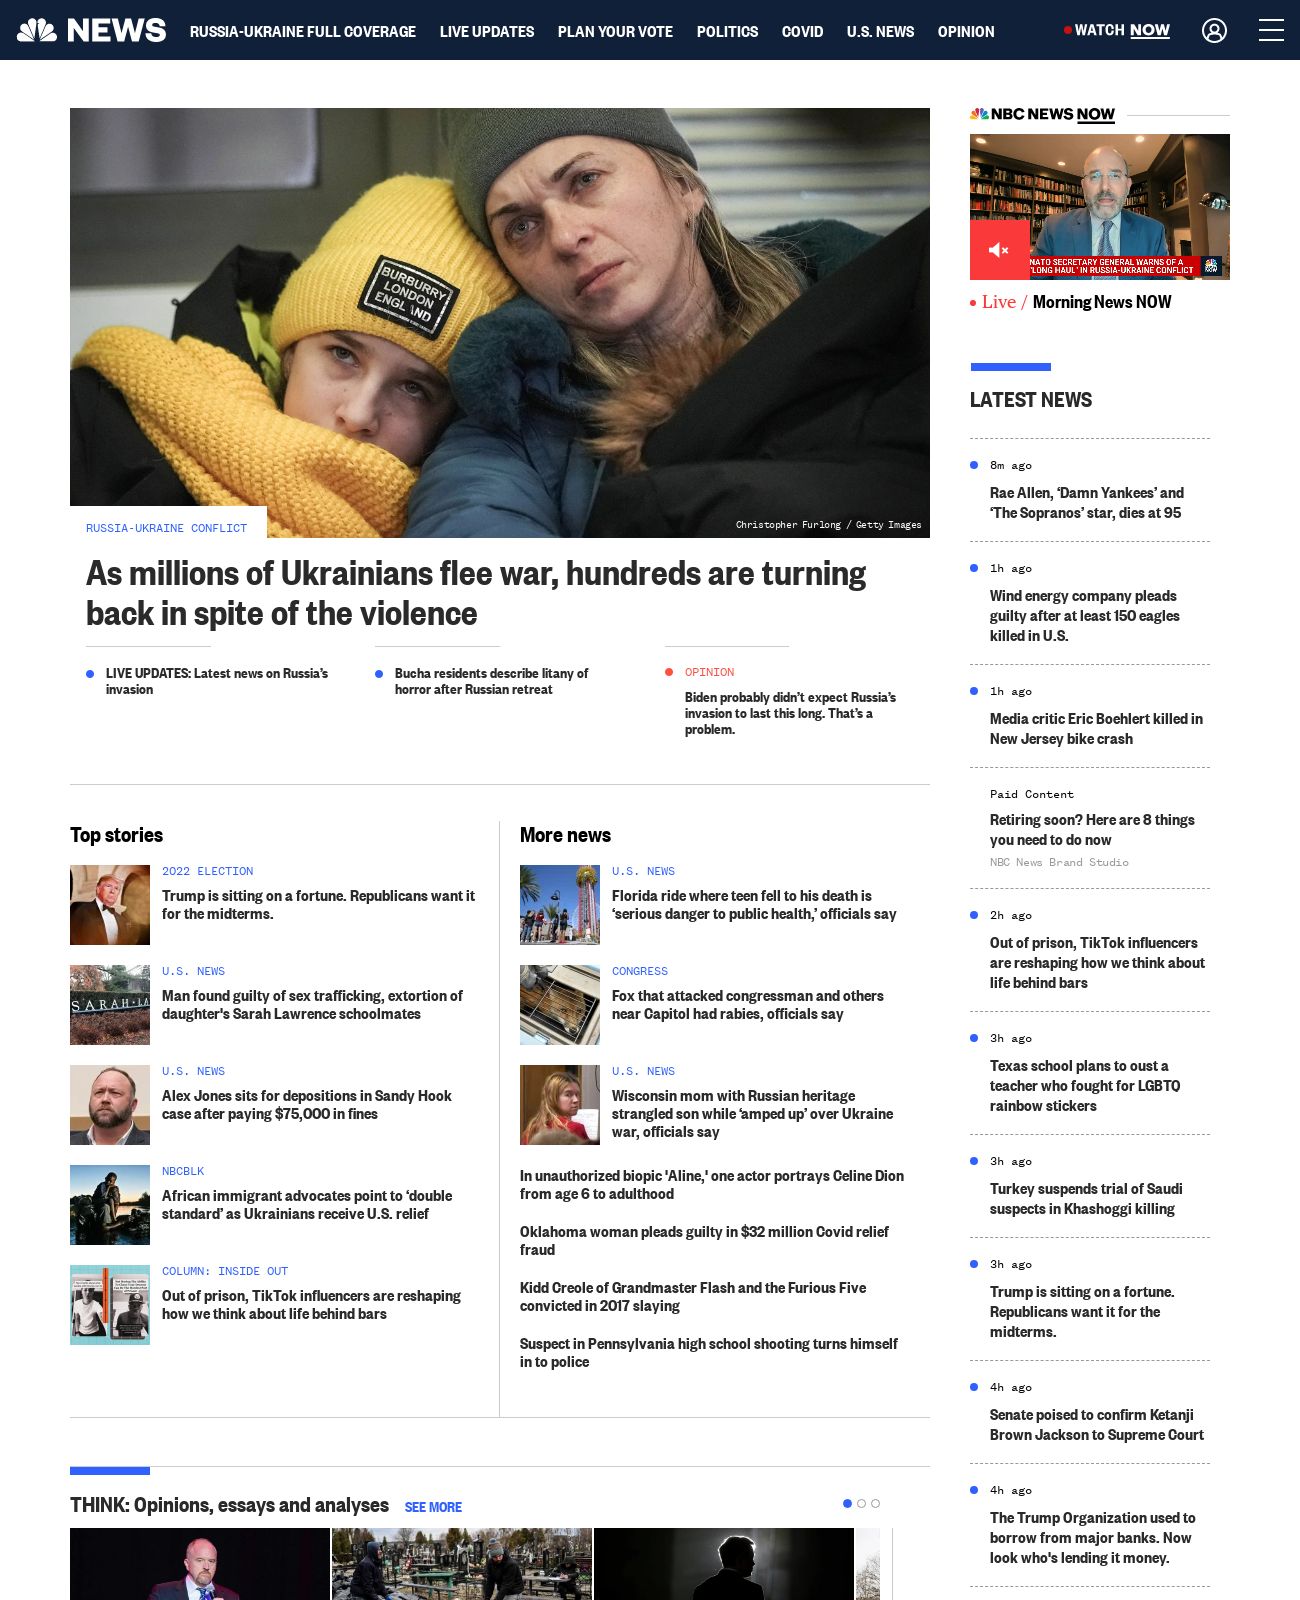 NEWS
RUSSIA-UKRAINE FULL COVERAGE
LIVE UPDATES
PLAN YOUR VOTE
POLITICS
COVID
U.S. NEWS
OPINION
WATCH NOW
BURBURRY
LONDON
ENGLAND
RUSSIA-UKRAINE CONFLICT
Christopher Furlong / Getty Images
As millions of Ukrainians flee war, hundreds are turning
back in spite of the violence
LIVE UPDATES: Latest news on Russia’s
invasion
Bucha residents describe litany of
horror after Russian retreat
OPINION
Biden probably didn’t expect Russia’s
invasion to last this long. That’s a
problem.
Top stories
2022 ELECTION
Trump is sitting on a fortune. Republicans want it
for the midterms.
SARAH LA
U.S. NEWS
Man found guilty of sex trafficking, extortion of
daughter's Sarah Lawrence schoolmates
U.S. NEWS
Alex Jones sits for depositions in Sandy Hook
case after paying $75,000 in fines
NBCBLK
African immigrant advocates point to ‘double
standard’ as Ukrainians receive U.S. relief
COLUMN: INSIDE OUT
Out of prison, TikTok influencers are reshaping
how we think about life behind bars
More news
U.S. NEWS
Florida ride where teen fell to his death is
‘serious danger to public health,’ officials say
CONGRESS
Fox that attacked congressman and others
near Capitol had rabies, officials say
U.S. NEWS
Wisconsin mom with Russian heritage
strangled son while ‘amped up’ over Ukraine
war, officials say
In unauthorized biopic 'Aline,' one actor portrays Celine Dion
from age 6 to adulthood
Oklahoma woman pleads guilty in $32 million Covid relief
fraud
Kidd Creole of Grandmaster Flash and the Furious Five
convicted in 2017 slaying
Suspect in Pennsylvania high school shooting turns himself
in to police
THINK: Opinions, essays and analyses
SEE MORE
NBC NEWS NOW
NATO SECRETARY GENERAL WARNS OF A
'LONG HAUL' IN RUSSIA-UKRAINE CONFLICT
NOW
Live / Morning News NOW
LATEST NEWS
8m ago
Rae Allen, ‘Damn Yankees’ and
‘The Sopranos’ star, dies at 95
1h ago
Wind energy company pleads
guilty after at least 150 eagles
killed in U.S.
1h ago
Media critic Eric Boehlert killed in
New Jersey bike crash
Paid Content
Retiring soon? Here are 8 things
you need to do now
NBC News Brand Studio
2h ago
Out of prison, TikTok influencers
are reshaping how we think about
life behind bars
3h ago
Texas school plans to oust a
teacher who fought for LGBTQ
rainbow stickers
3h ago
Turkey suspends trial of Saudi
suspects in Khashoggi killing
3h ago
Trump is sitting on a fortune.
Republicans want it for the
midterms.
4h ago
Senate poised to confirm Ketanji
Brown Jackson to Supreme Court
4h ago
The Trump Organization used to
borrow from major banks. Now
look who's lending it money.